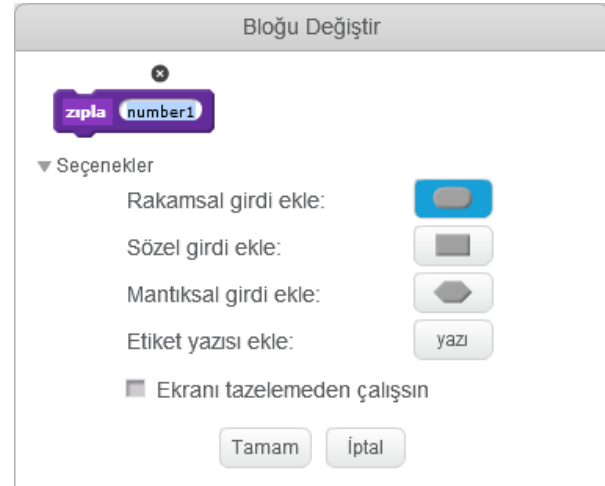 Bloğu Değiştir
zıpla number1
Seçenekler
Rakamsal girdi ekle:
Sözel girdi ekle:
Mantıksal girdi ekle:
Etiket yazısı ekle: yazı
Ekranı tazelemeden çalışsın
Tamam İptal